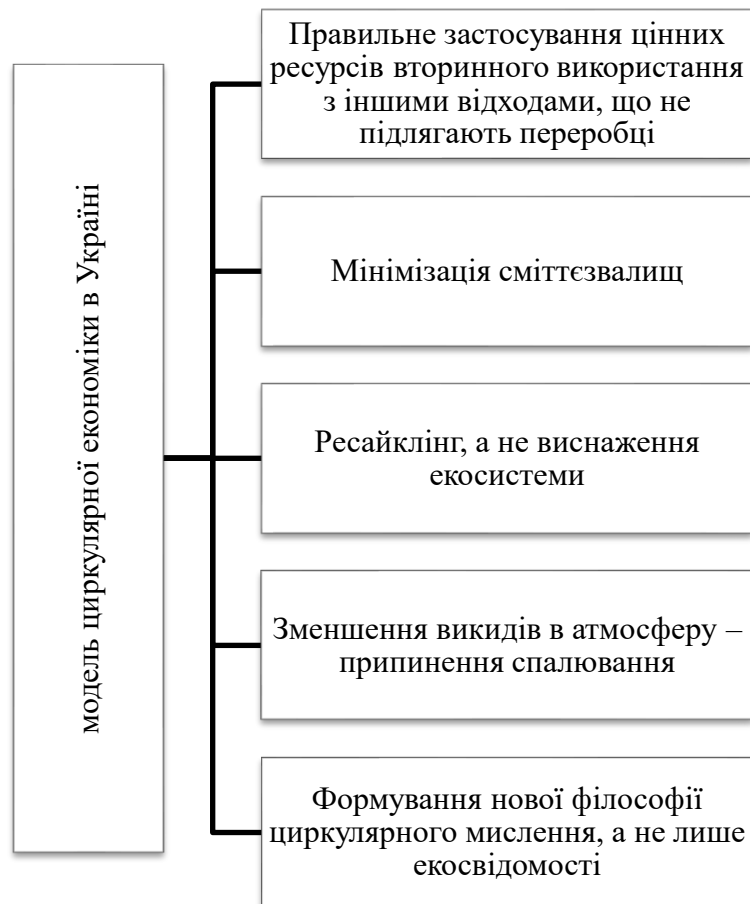 модель циркулярної економіки в Україні
Правильне застосування цінних
ресурсів вторинного використання
з іншими відходами, що не
підлягають переробці
Мінімізація сміттєзвалищ
Ресайклінг, а не виснаження
екосистеми
Зменшення викидів в атмосферу –
припинення спалювання
Формування нової філософії
циркулярного мислення, а не лише
екосвідомості